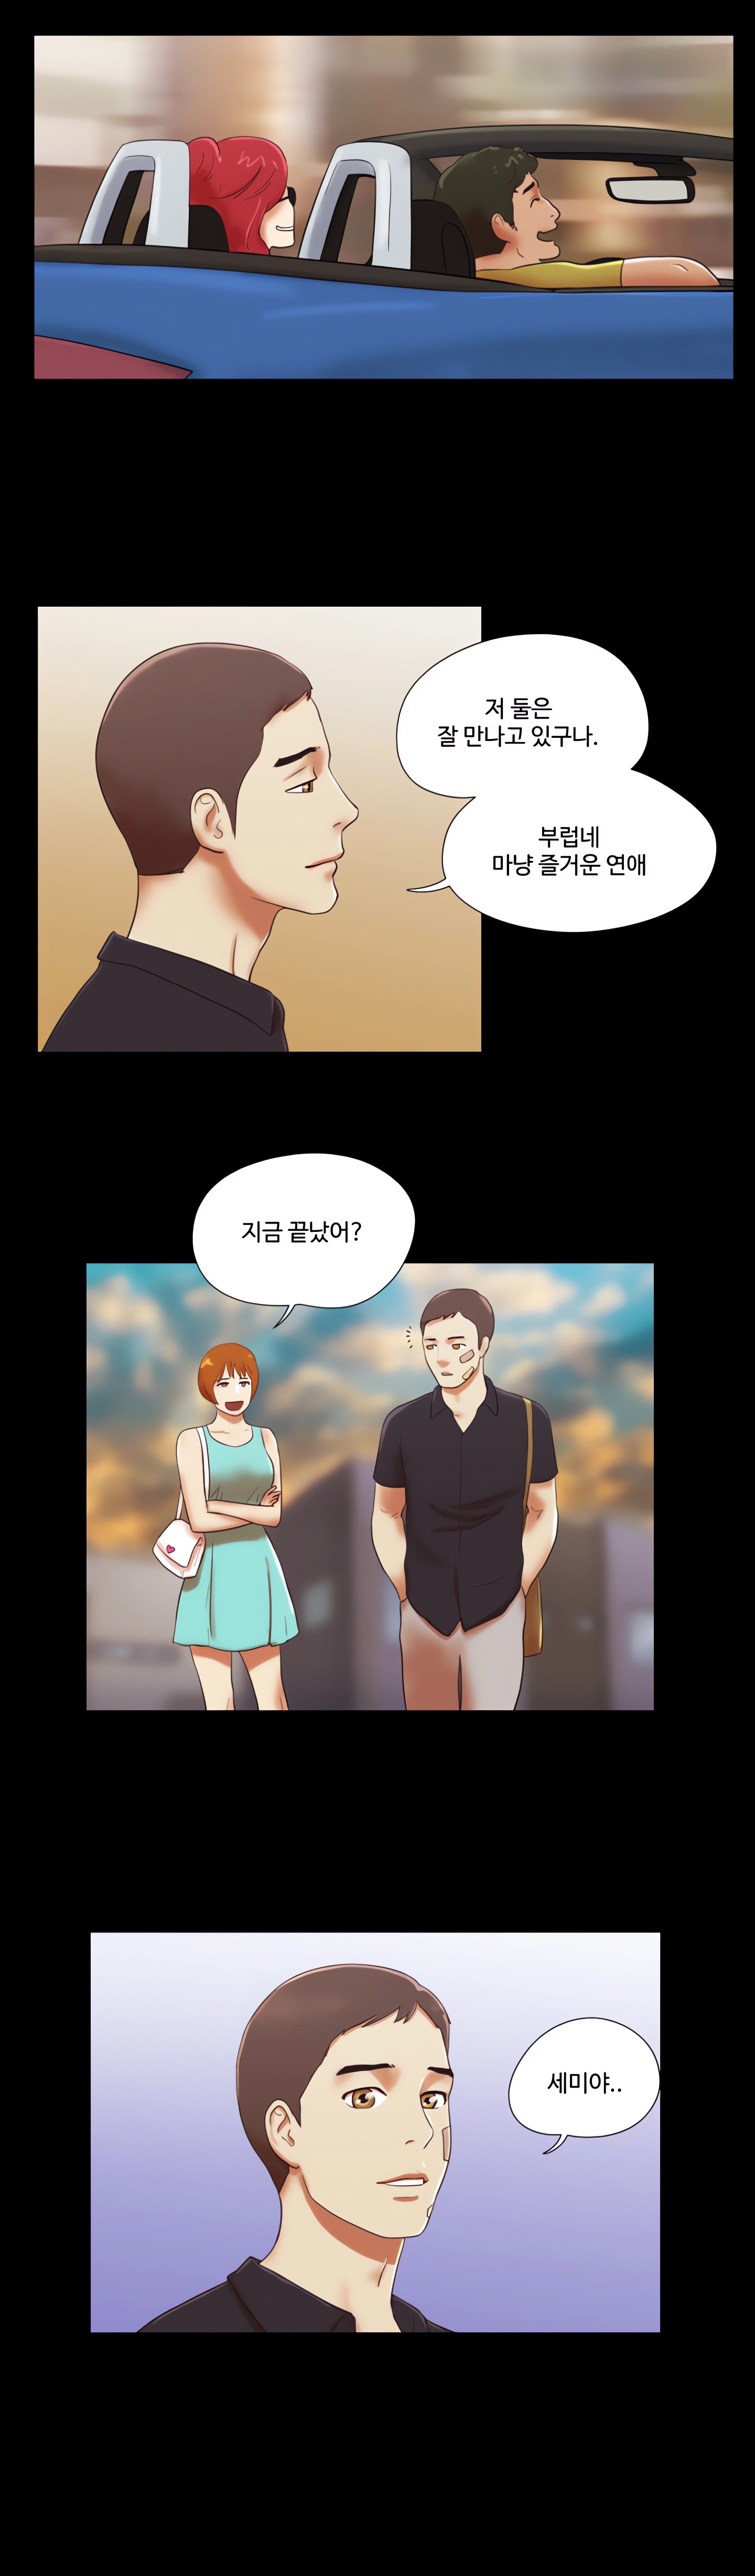 저 둘은
잘 만나고 있구나.
부럽네
마냥 즐거운 연애
지금 끝났어?
세미야..